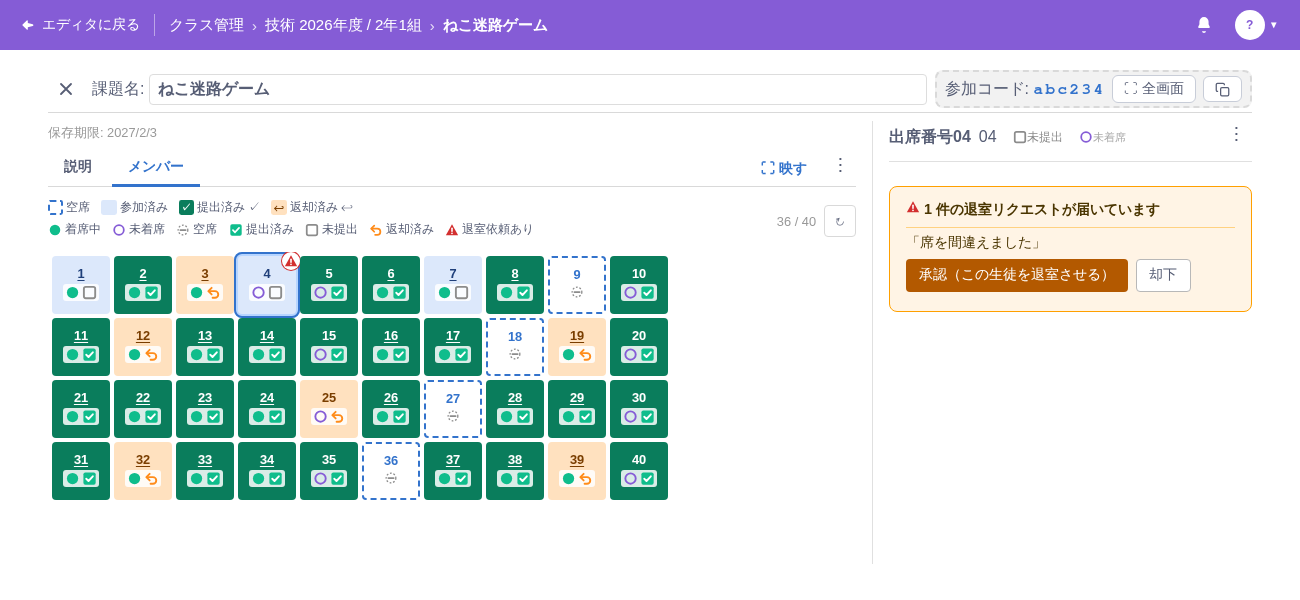 エディタに戻る クラス管理 › 技術 2026年度 / 2年1組 › ねこ迷路ゲーム ?
課題名: ねこ迷路ゲーム 参加コード: abc234 全画面
保存期限: 2027/2/3
説明 メンバー 映す
空席 参加済み 提出済み ✓ 返却済み ↩
着席中 未着席 空席 提出済み 未提出 返却済み 退室依頼あり
36 / 40
1 2 3 4 5 6 7 8 9 10
11 12 13 14 15 16 17 18 19 20
21 22 23 24 25 26 27 28 29 30
31 32 33 34 35 36 37 38 39 40
出席番号04 04 未提出 未着席
1 件の退室リクエストが届いています
「席を間違えました」
承認（この生徒を退室させる） 却下